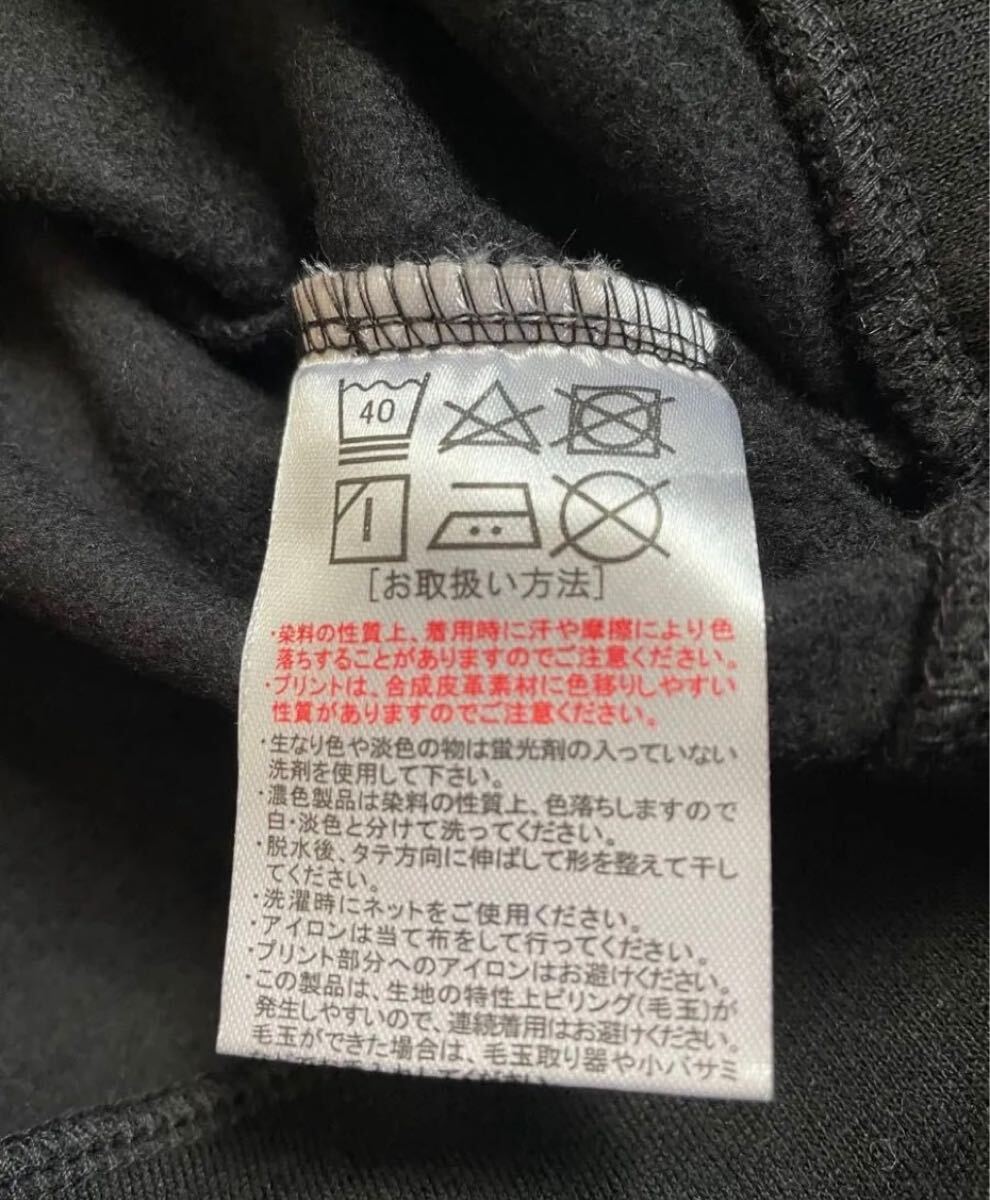 40
[お取扱い方法]
・染料の性質上、着用時に汗や摩擦により色
落ちすることがありますのでご注意ください。
・プリントは、合成皮革素材に色移りしやすい
性質がありますのでご注意ください。
・生なり色や淡色の物は蛍光剤の入っていない
洗剤を使用して下さい。
・濃色製品は染料の性質上、色落ちしますので
白・淡色と分けて洗ってください。
・脱水後、タテ方向に伸ばして形を整えて干し
てください。
・洗濯時にネットをご使用ください。
・アイロンは当て布をして行ってください。
・プリント部分へのアイロンはお避けください。
・この製品は、生地の特性上ピリング(毛玉)が
発生しやすいので、連続着用はお避けください。
毛玉ができた場合は、毛玉取り器や小バサミ